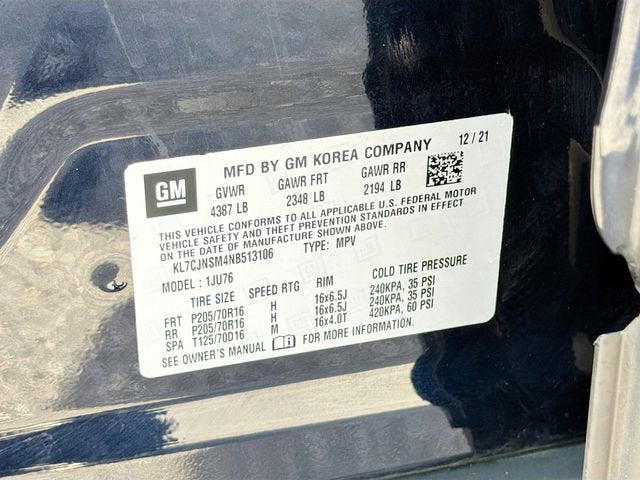 GM
MFD BY GM KOREA COMPANY 12 / 21
GVWR GAWR FRT GAWR RR
4387 LB 2348 LB 2194 LB
THIS VEHICLE CONFORMS TO ALL APPLICABLE U.S. FEDERAL MOTOR
VEHICLE SAFETY AND THEFT PREVENTION STANDARDS IN EFFECT
ON THE DATE OF MANUFACTURE SHOWN ABOVE.
KL7CJNSM4NB513106 TYPE: MPV
MODEL: 1JU76
TIRE SIZE SPEED RTG RIM COLD TIRE PRESSURE
FRT P205/70R16 H 16x6.5J 240KPA, 35 PSI
RR P205/70R16 H 16x6.5J 240KPA, 35 PSI
SPA T125/70D16 M 16x4.0T 420KPA, 60 PSI
SEE OWNER'S MANUAL i FOR MORE INFORMATION.